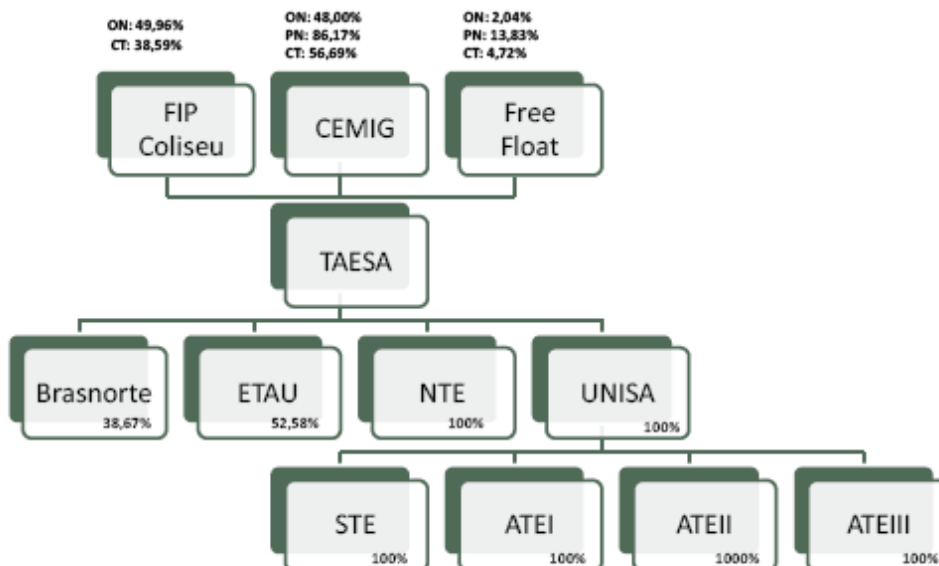 ON: 49,96%
CT: 38,59%
ON: 48,00%
PN: 86,17%
CT: 56,69%
ON: 2,04%
PN: 13,83%
CT: 4,72%
FIP
Coliseu
CEMIG
Free
Float
TAESA
Brasnorte
38,67%
ETAU
52,58%
NTE
100%
UNISA
100%
STE
100%
ATEI
100%
ATEII
1000%
ATEIII
100%